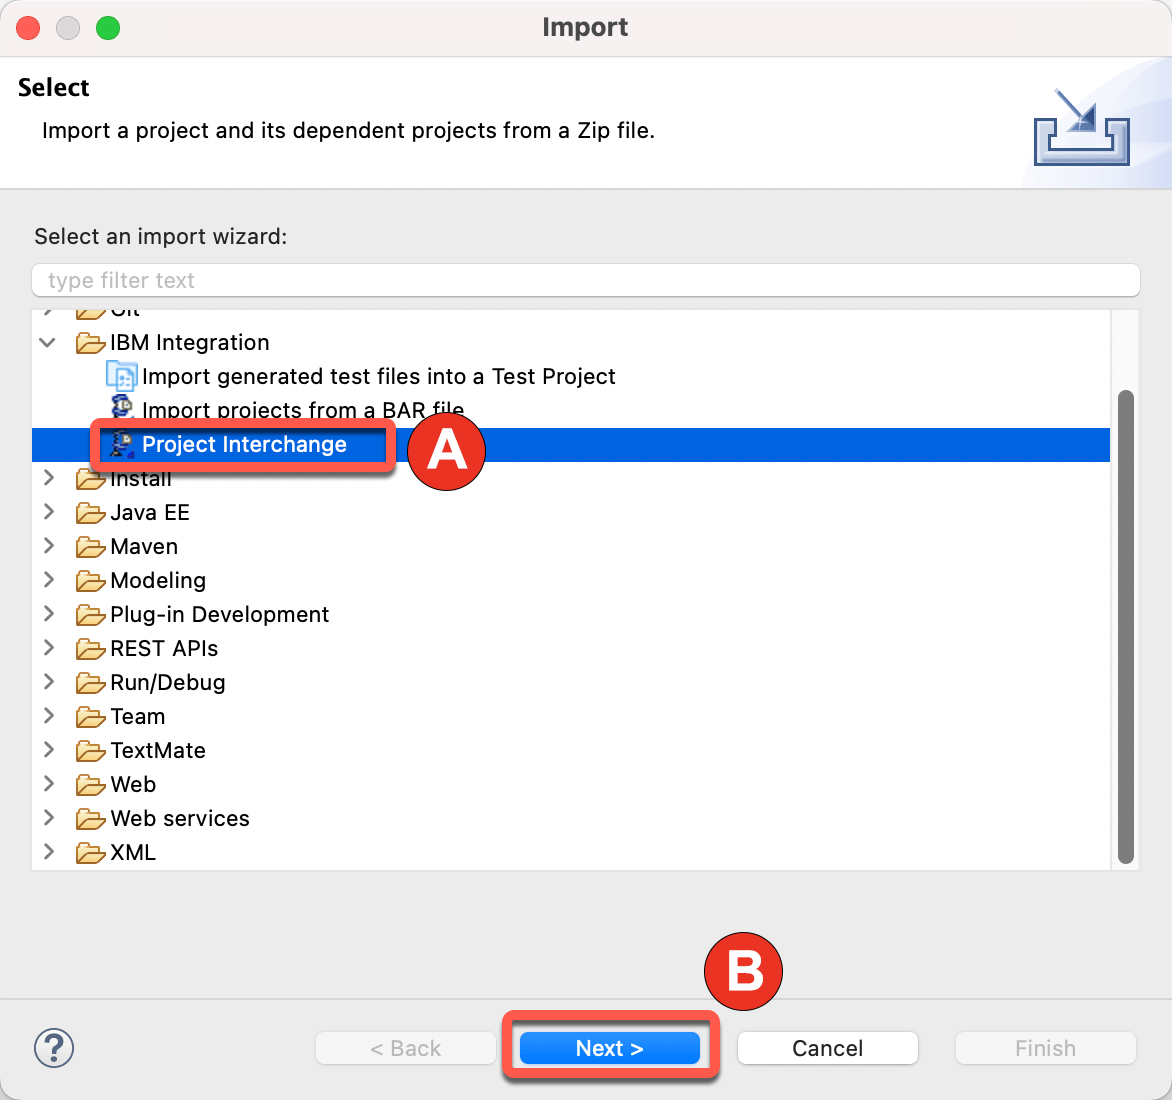 Import
Select
Import a project and its dependent projects from a Zip file.
Select an import wizard:
type filter text
Git
IBM Integration
Import generated test files into a Test Project
Import projects from a BAR file
Project Interchange
A
Install
Java EE
Maven
Modeling
Plug-in Development
REST APIs
Run/Debug
Team
TextMate
Web
Web services
XML
B
? < Back Next > Cancel Finish